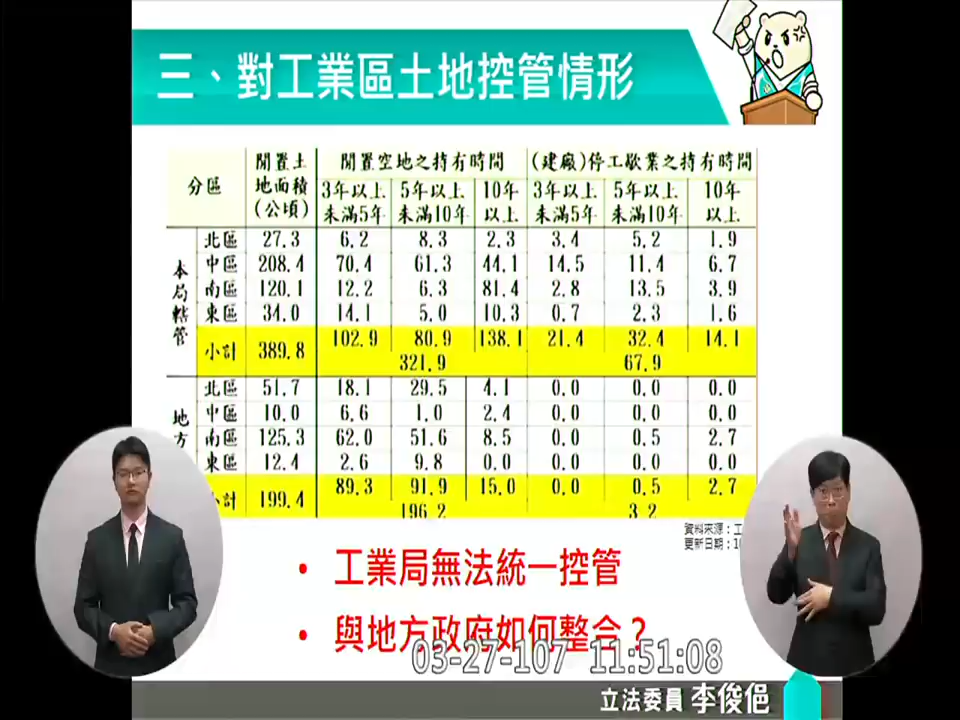 三、對工業區土地控管情形
分區 閒置土地面積(公頃) 閒置空地之持有時間 (建廠)停工歇業之持有時間
3年以上未滿5年 5年以上未滿10年 10年以上 3年以上未滿5年 5年以上未滿10年 10年以上
本局轄管
北區 27.3 6.2 8.3 2.3 3.4 5.2 1.9
中區 208.4 70.4 61.3 44.1 14.5 11.4 6.7
南區 120.1 12.2 6.3 81.4 2.8 13.5 3.9
東區 34.0 14.1 5.0 10.3 0.7 2.3 1.6
小計 389.8 102.9 80.9 138.1 21.4 32.4 14.1
321.9 67.9
地方
北區 51.7 18.1 29.5 4.1 0.0 0.0 0.0
中區 10.0 6.6 1.0 2.4 0.0 0.0 0.0
南區 125.3 62.0 51.6 8.5 0.0 0.5 2.7
東區 12.4 2.6 9.8 0.0 0.0 0.0 0.0
計 199.4 89.3 91.9 15.0 0.0 0.5 2.7
196.2 3.2
資料來源：工
更新日期：10
• 工業局無法統一控管
• 與地方政府如何整合？
03-27-107 11:51:08
立法委員 李俊俋